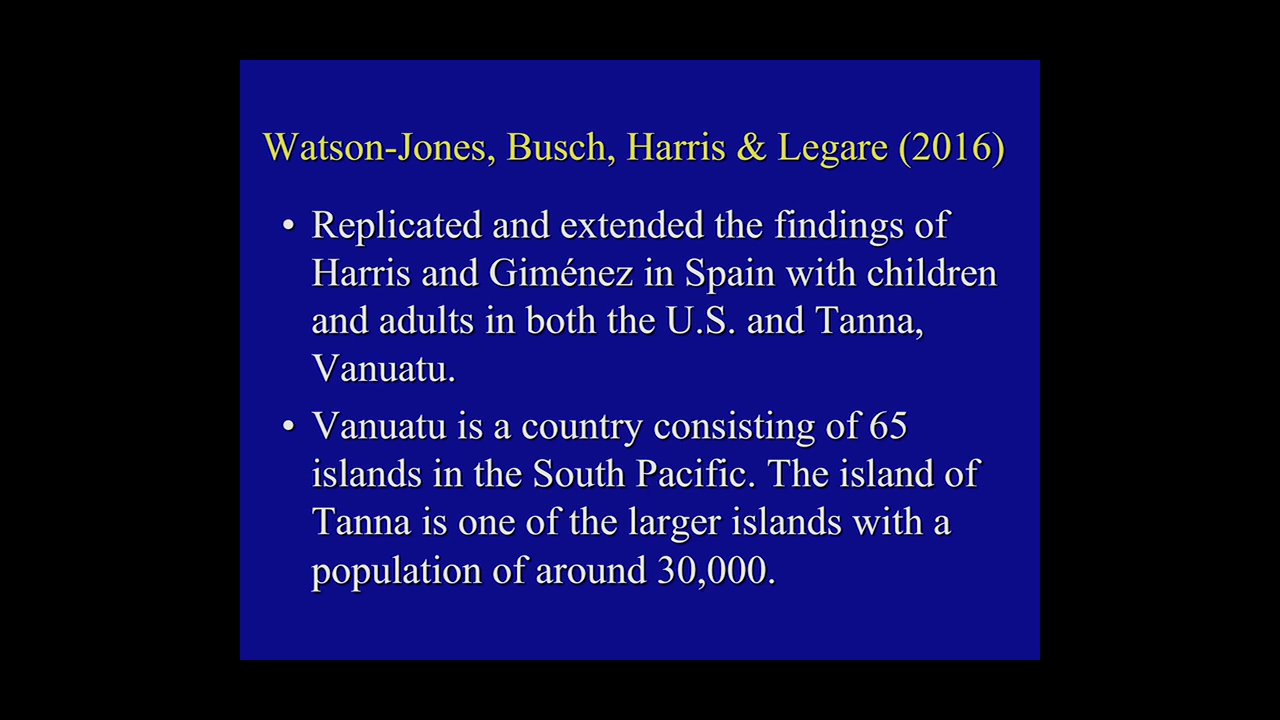 Watson-Jones, Busch, Harris & Legare (2016)
• Replicated and extended the findings of
Harris and Giménez in Spain with children
and adults in both the U.S. and Tanna,
Vanuatu.
• Vanuatu is a country consisting of 65
islands in the South Pacific. The island of
Tanna is one of the larger islands with a
population of around 30,000.